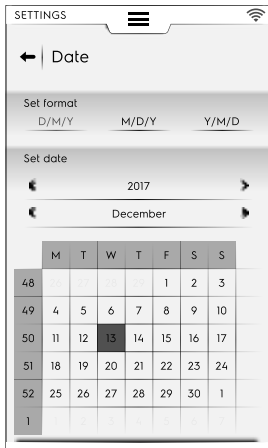 SETTINGS
Date
Set format
D/M/Y M/D/Y Y/M/D
Set date
2017
December
M T W T F S S
48 1 2 3
49 4 5 6 7 8 9 10
50 11 12 13 14 15 16 17
51 18 19 20 21 22 23 24
52 25 26 27 28 29 30 1
1